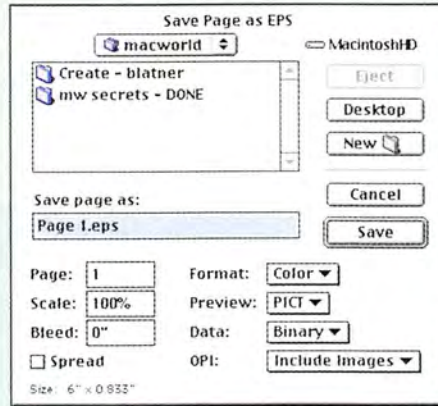 Save Page as EPS
macworld
MacintoshHD
Create - blatner
mw secrets - DONE
Eject
Desktop
New
Save page as:
Page 1.eps
Cancel
Save
Page: 1
Format: Color
Scale: 100%
Preview: PICT
Bleed: 0"
Data: Binary
Spread
OPI: Include Images
Size: 6" x 0.833"